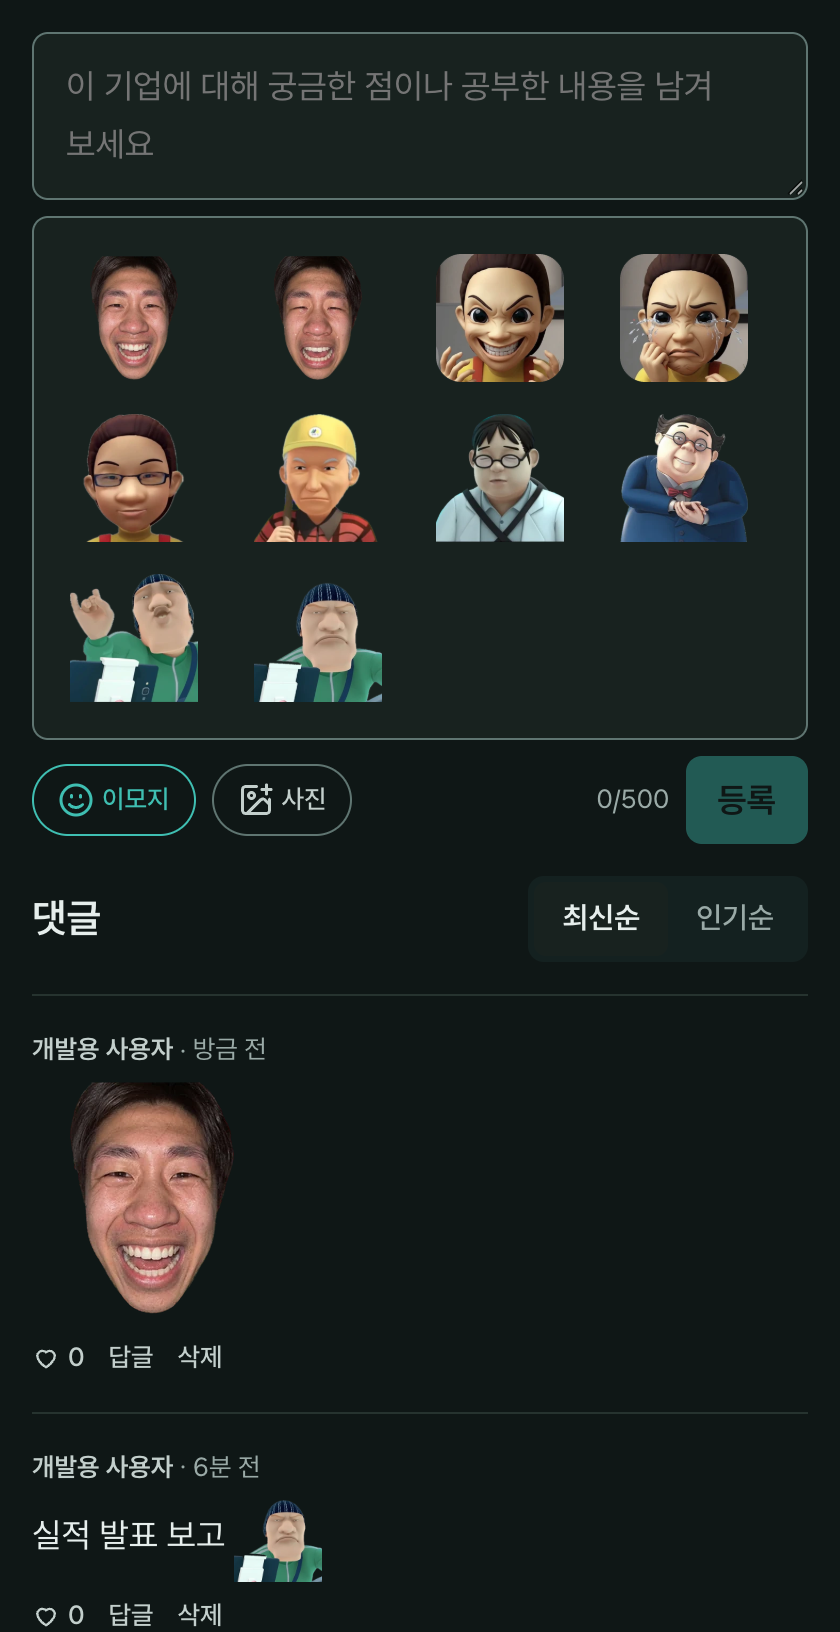 이 기업에 대해 궁금한 점이나 공부한 내용을 남겨
보세요
이모지
사진
0/500
등록
댓글
최신순
인기순
개발용 사용자 · 방금 전
0 답글 삭제
개발용 사용자 · 6분 전
실적 발표 보고
0 답글 삭제